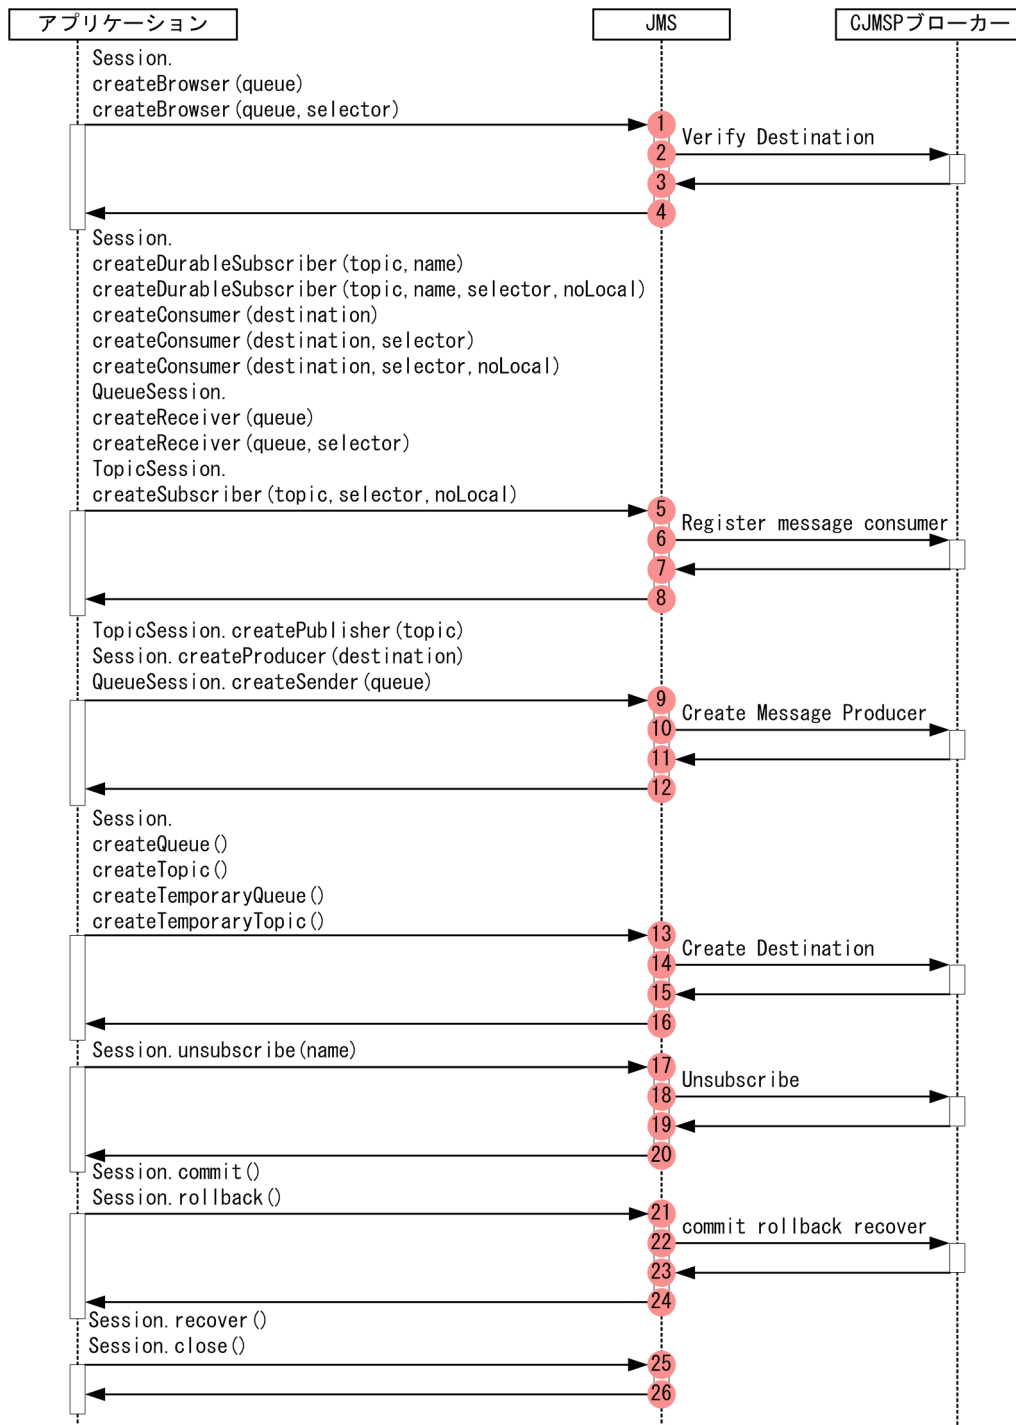 アプリケーション
JMS
CJMSPブローカー
Session.
createBrowser(queue)
createBrowser(queue,selector)
1
Verify Destination
2
3
4
Session.
createDurableSubscriber(topic,name)
createDurableSubscriber(topic,name,selector,noLocal)
createConsumer(destination)
createConsumer(destination,selector)
createConsumer(destination,selector,noLocal)
QueueSession.
createReceiver(queue)
createReceiver(queue,selector)
TopicSession.
createSubscriber(topic,selector,noLocal)
5
Register message consumer
6
7
8
TopicSession.createPublisher(topic)
Session.createProducer(destination)
QueueSession.createSender(queue)
9
Create Message Producer
10
11
12
Session.
createQueue()
createTopic()
createTemporaryQueue()
createTemporaryTopic()
13
Create Destination
14
15
16
Session.unsubscribe(name)
17
Unsubscribe
18
19
20
Session.commit()
Session.rollback()
21
commit rollback recover
22
23
24
Session.recover()
Session.close()
25
26